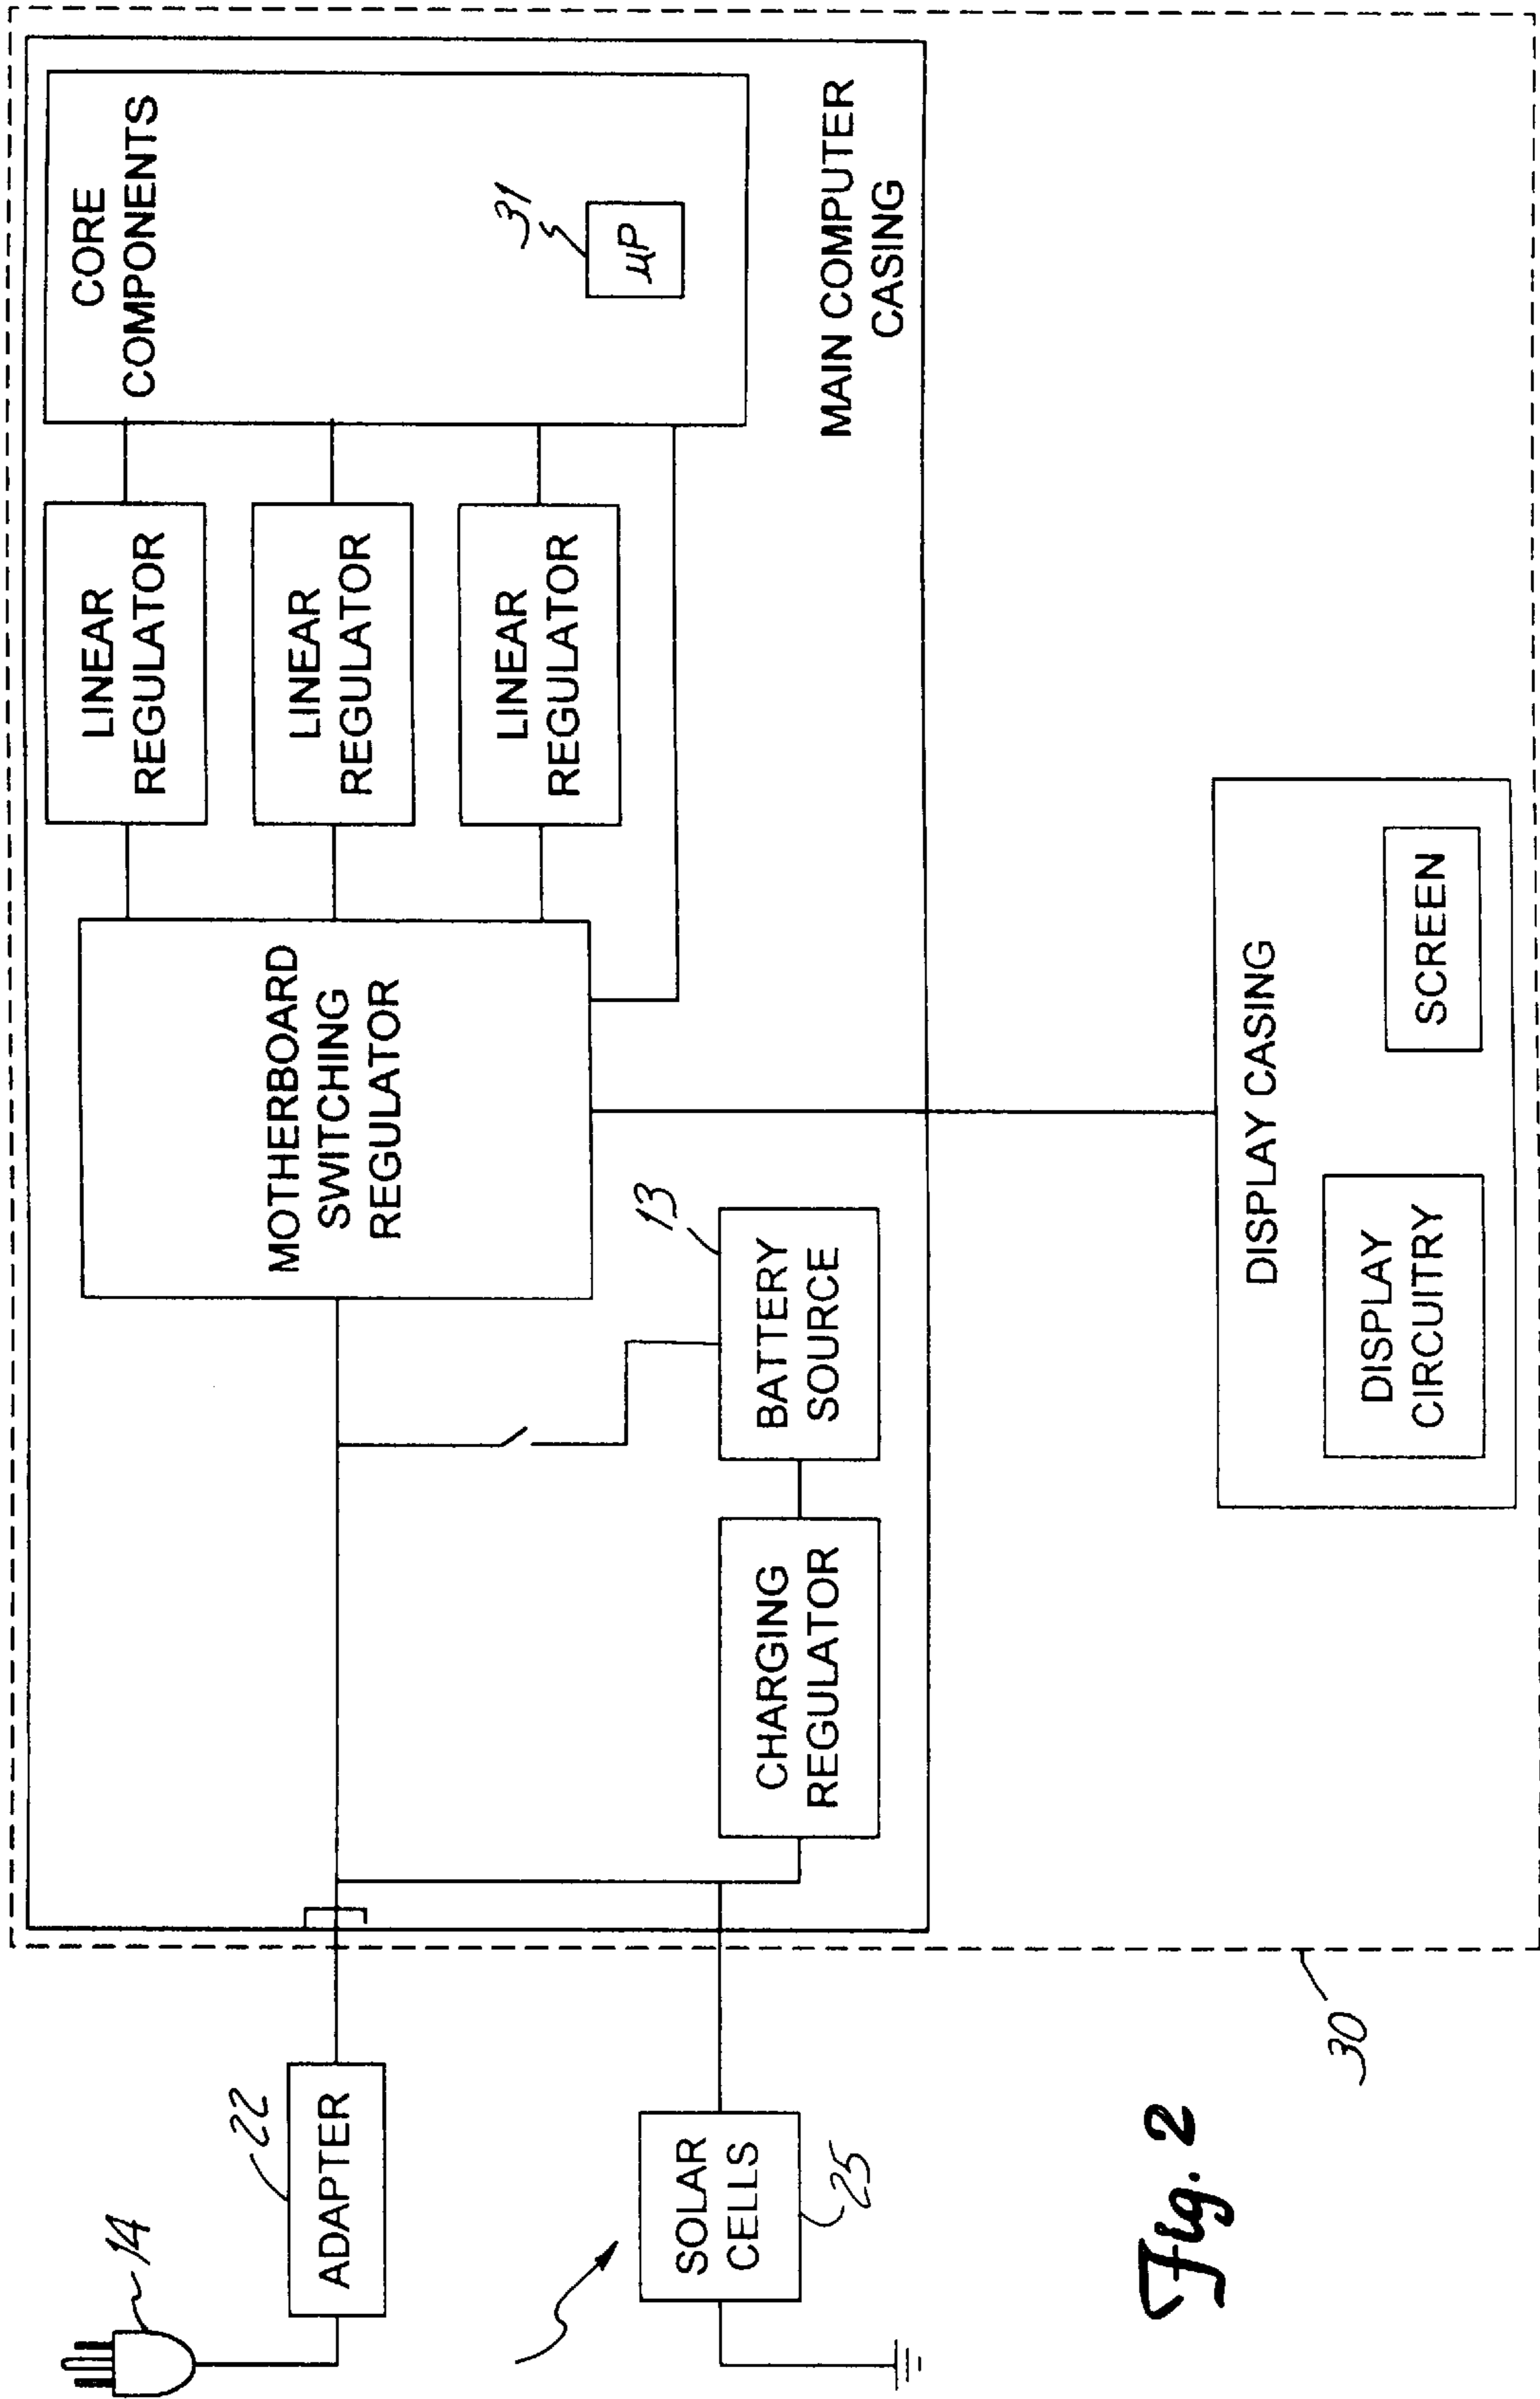 14
22
ADAPTER
SOLAR
CELLS
25
MOTHERBOARD
SWITCHING
REGULATOR
LINEAR
REGULATOR
LINEAR
REGULATOR
LINEAR
REGULATOR
CORE
COMPONENTS
31
μP
CHARGING
REGULATOR
13
BATTERY
SOURCE
MAIN COMPUTER
CASING
DISPLAY CASING
DISPLAY
CIRCUITRY
SCREEN
30
Fig. 2